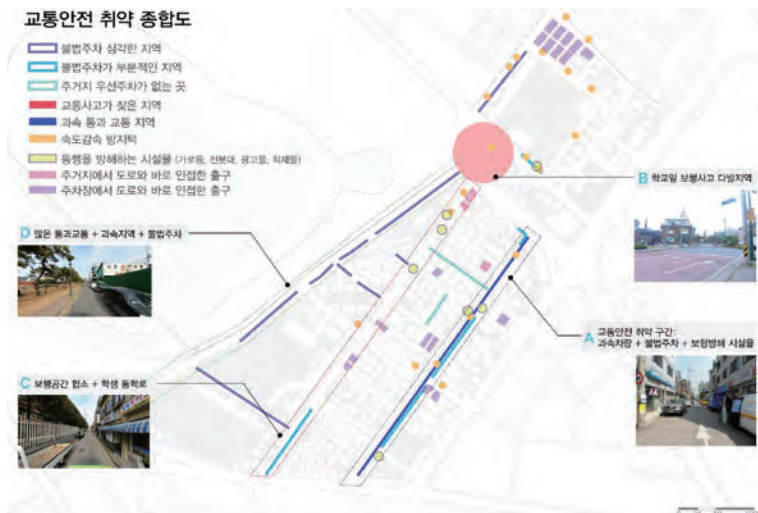 교통안전 취약 종합도
불법주차 심각한 지역
불법주차가 부분적인 지역
주거지 우선주차가 없는 곳
교통사고가 잦은 지역
과속 통과 교통 지역
속도감속 방지턱
통행을 방해하는 시설물 (가로등, 전봇대, 광고물, 적재물)
주거지에서 도로와 바로 인접한 출구
주차장에서 도로와 바로 인접한 출구
B 학교앞 보행사고 다발지역
D 많은 통과교통 + 과속지역 + 불법주차
A 교통안전 취약 구간:
과속차량 + 불법주차 + 보행방해 시설물
C 보행공간 협소 + 학생 통학로